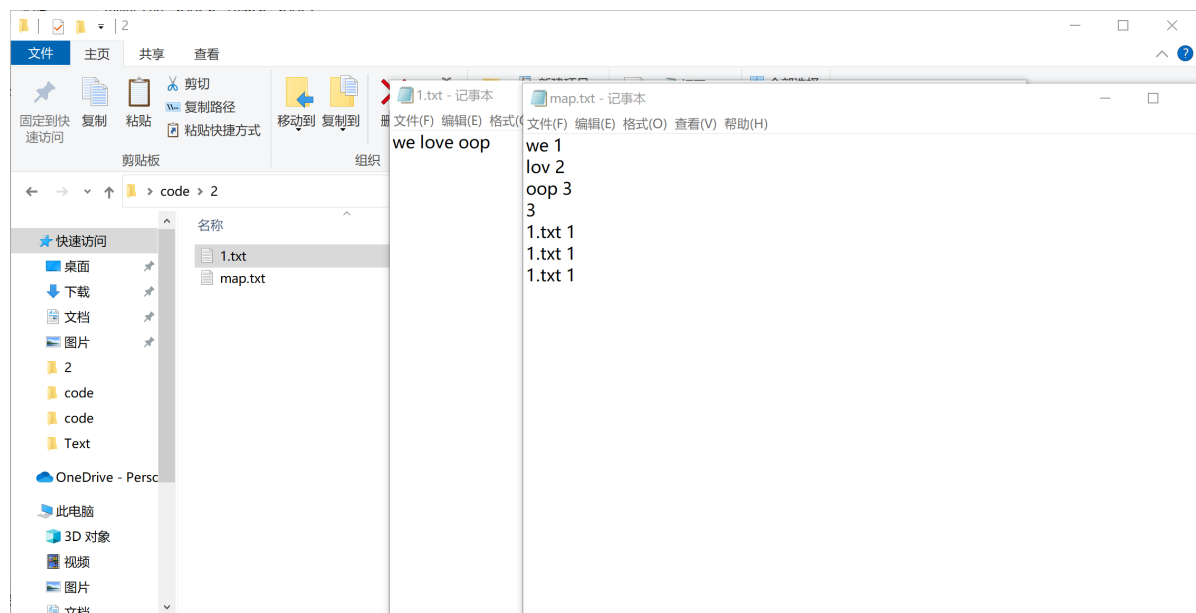 2
文件 主页 共享 查看
固定到快速访问
复制
粘贴
剪切
复制路径
粘贴快捷方式
剪贴板
移动到 复制到
组织
code 2
快速访问
桌面
下载
文档
图片
2
code
code
Text
OneDrive - Persc
此电脑
3D 对象
视频
图片
文档
名称
1.txt
map.txt
1.txt - 记事本
文件(F) 编辑(E) 格式(
we love oop
map.txt - 记事本
文件(F) 编辑(E) 格式(O) 查看(V) 帮助(H)
we 1
lov 2
oop 3
3
1.txt 1
1.txt 1
1.txt 1